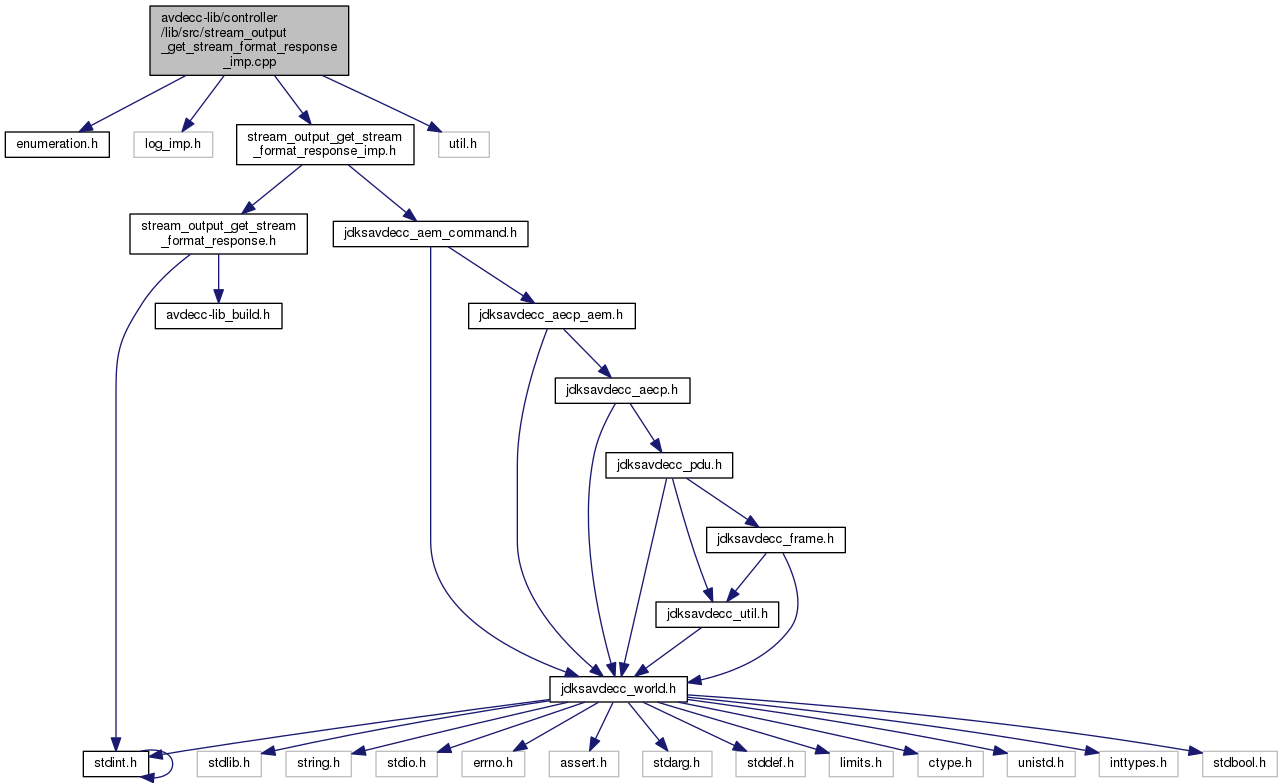 avdecc-lib/controller
/lib/src/stream_output
_get_stream_format_response
_imp.cpp
enumeration.h
log_imp.h
stream_output_get_stream
_format_response_imp.h
util.h
stream_output_get_stream
_format_response.h
jdksavdecc_aem_command.h
avdecc-lib_build.h
jdksavdecc_aecp_aem.h
jdksavdecc_aecp.h
jdksavdecc_pdu.h
jdksavdecc_frame.h
jdksavdecc_util.h
jdksavdecc_world.h
stdint.h
stdlib.h
string.h
stdio.h
errno.h
assert.h
stdarg.h
stddef.h
limits.h
ctype.h
unistd.h
inttypes.h
stdbool.h